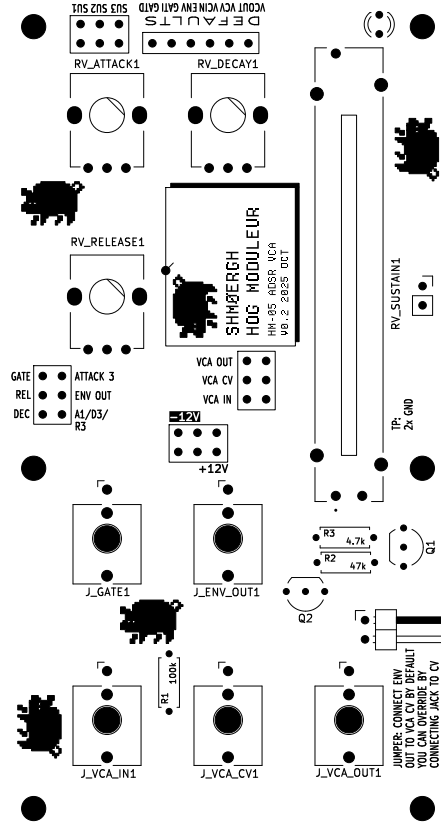 SU1 SU2 SU3
VCOUT VCV VCIN ENV GATI GATD
DEFAULTS
RV_ATTACK1
RV_DECAY1
SHMØERGH
HOG MODULEUR
HM-05 ADSR VCA
V0.2 2025 OCT
RV_RELEASE1
RV_SUSTAIN1
GATE
ATTACK 3
REL
ENV OUT
DEC
A1/D3/
R3
VCA OUT
VCA CV
VCA IN
-12V
+12V
TP:
2x GND
J_GATE1
J_ENV_OUT1
R3
4.7k
R2
47k
Q1
Q2
R1
100k
J_VCA_IN1
J_VCA_CV1
J_VCA_OUT1
JUMPER: CONNECT ENV
OUT TO VCA CV BY DEFAULT
YOU CAN OVERRIDE BY
CONNECTING JACK TO CV